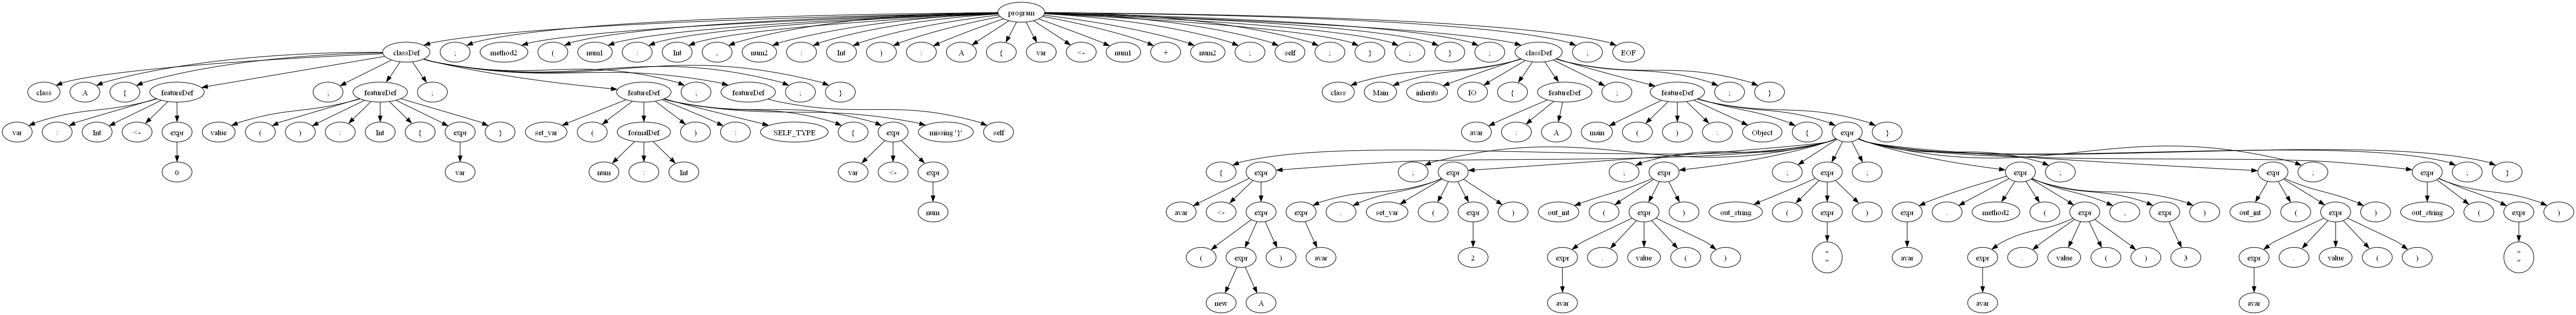 program
classDef ; method2 ( num1 : Int , num2 : Int ) : A { var <- num1 + num2 ; self ; } ; } ; classDef ; EOF
class A { featureDef ; featureDef ; featureDef ; featureDef ; } class Main inherits IO { featureDef ; featureDef ; }
var : Int <- expr value ( ) : Int { expr } set_var ( formalDef ) : SELF_TYPE { expr missing '}' self avar : A main ( ) : Object { expr }
0 var num : Int var <- expr { expr ; expr ; expr ; expr ; expr ; expr ; expr ; }
num avar <- expr expr . set_var ( expr ) out_int ( expr ) out_string ( expr ) expr . method2 ( expr , expr ) out_int ( expr ) out_string ( expr )
( expr ) avar 2 expr . value ( ) "
" avar expr . value ( ) 3 expr . value ( ) "
"
new A avar avar avar